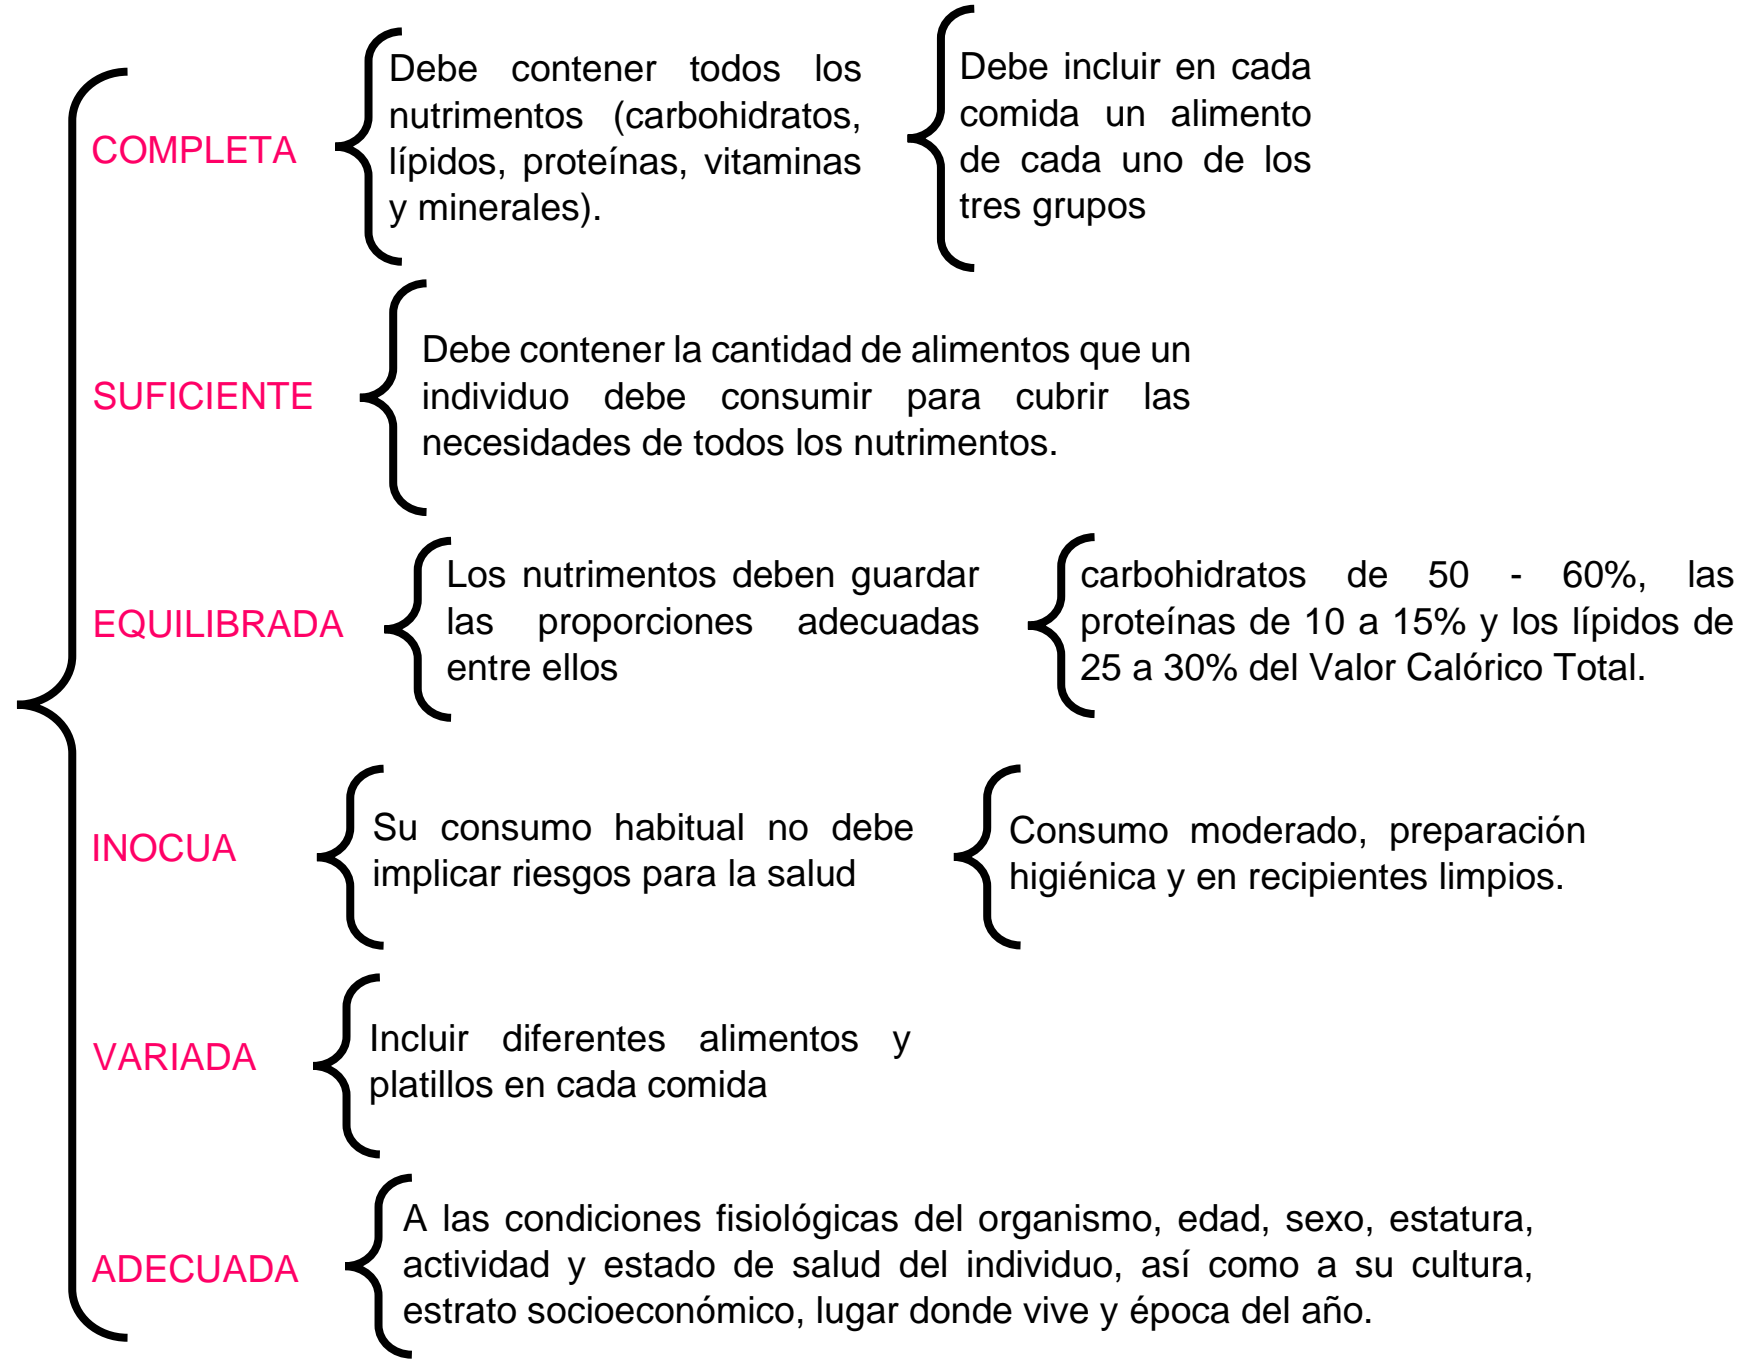 COMPLETA
Debe contener todos los
nutrimentos (carbohidratos,
lípidos, proteínas, vitaminas
y minerales).
Debe incluir en cada
comida un alimento
de cada uno de los
tres grupos
SUFICIENTE
Debe contener la cantidad de alimentos que un
individuo debe consumir para cubrir las
necesidades de todos los nutrimentos.
EQUILIBRADA
Los nutrimentos deben guardar
las proporciones adecuadas
entre ellos
carbohidratos de 50 - 60%, las
proteínas de 10 a 15% y los lípidos de
25 a 30% del Valor Calórico Total.
INOCUA
Su consumo habitual no debe
implicar riesgos para la salud
Consumo moderado, preparación
higiénica y en recipientes limpios.
VARIADA
Incluir diferentes alimentos y
platillos en cada comida
ADECUADA
A las condiciones fisiológicas del organismo, edad, sexo, estatura,
actividad y estado de salud del individuo, así como a su cultura,
estrato socioeconómico, lugar donde vive y época del año.